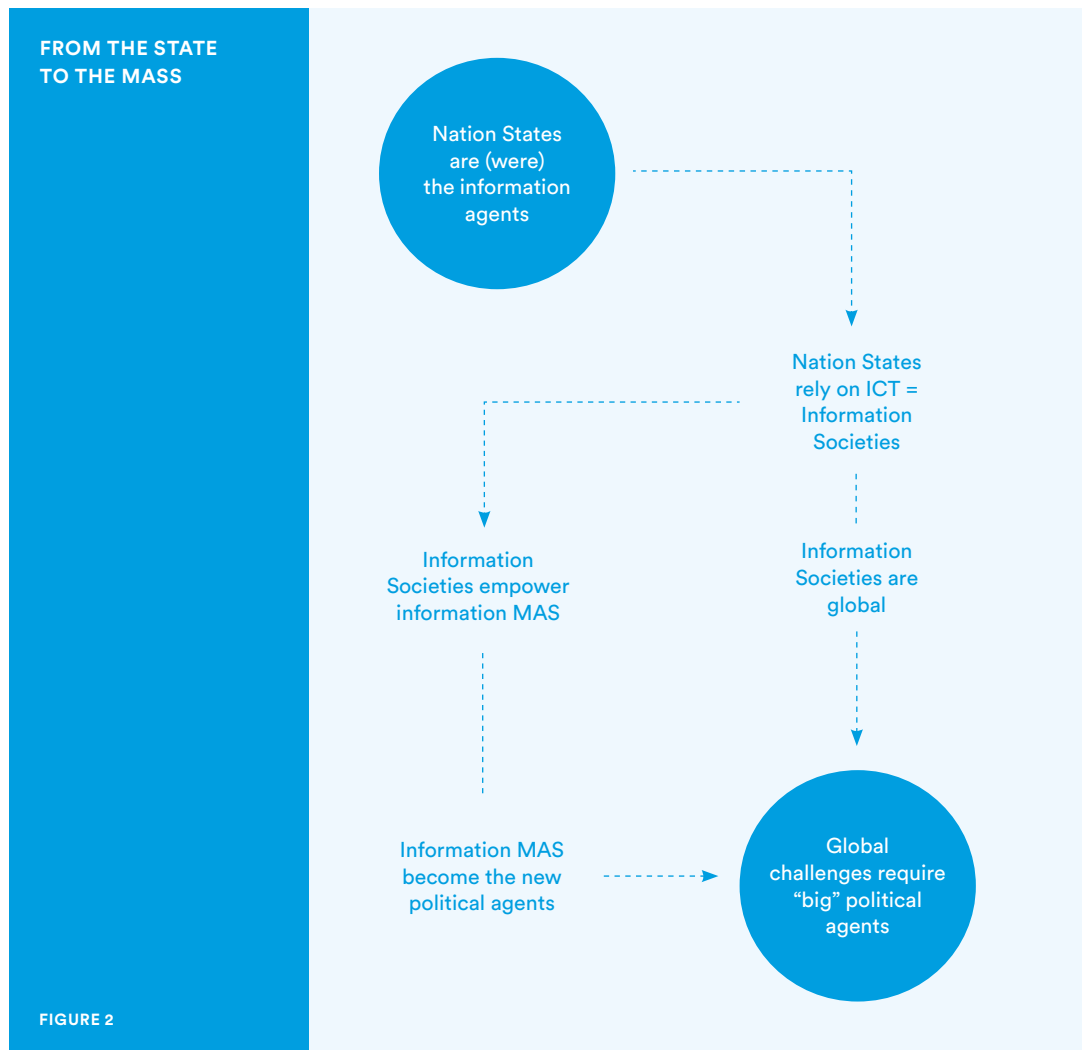 FROM THE STATE
TO THE MASS
Nation States
are (were)
the information
agents
Nation States
rely on ICT =
Information
Societies
Information
Societies empower
information MAS
Information
Societies are
global
Information MAS
become the new
political agents
Global
challenges require
“big” political
agents
FIGURE 2